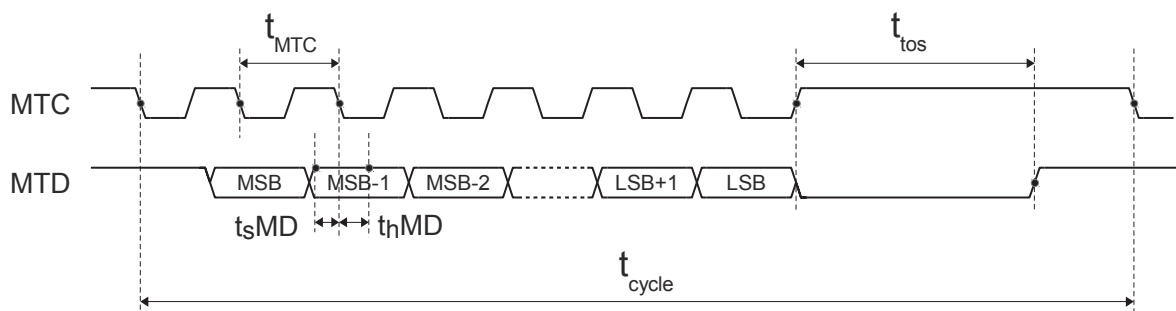 tMTC
ttos
MTC
MTD
MSB
MSB-1
MSB-2
LSB+1
LSB
tsMD
thMD
tcycle